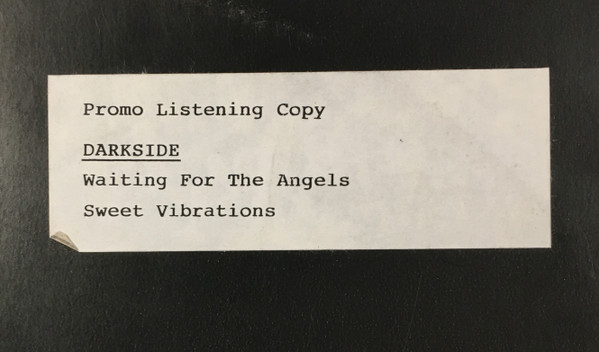 Promo Listening Copy
DARKSIDE
Waiting For The Angels
Sweet Vibrations